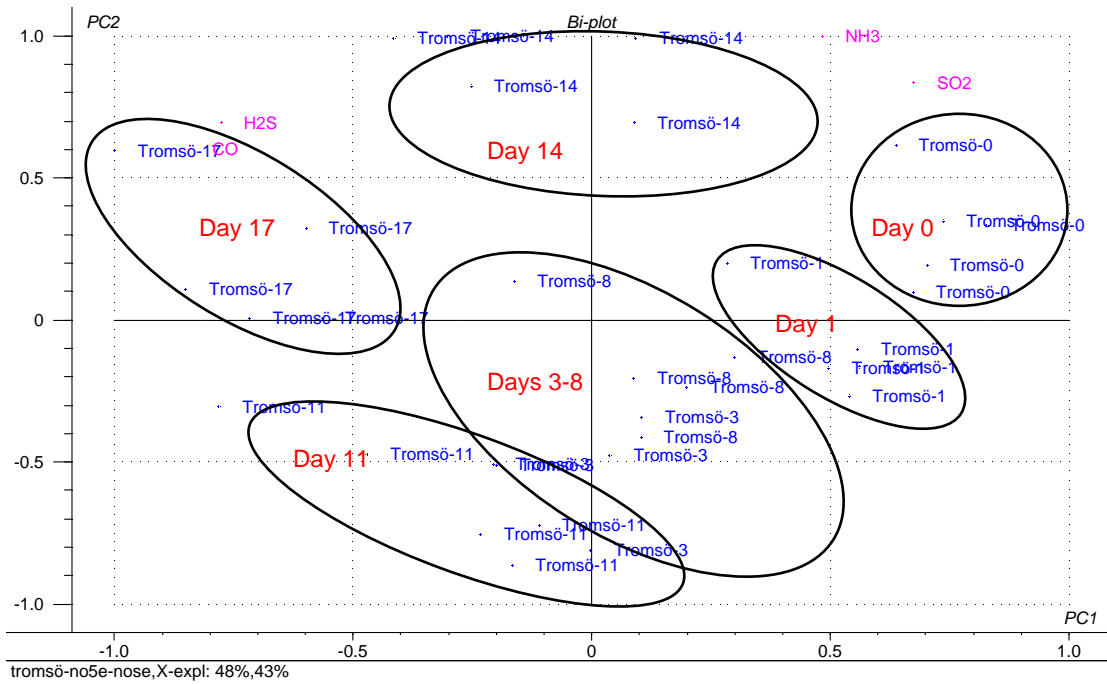 PC2
Bi-plot
1.0
Tromsö-14
Tromsö-14
Tromsö-14
NH3
Tromsö-14
SO2
H2S
Tromsö-14
Tromsö-17
CO
Day 14
Tromsö-0
0.5
Day 17
Tromsö-17
Day 0
Tromsö-0
Tromsö-0
Tromsö-1
Tromsö-0
Tromsö-17
Tromsö-8
Tromsö-0
0
Tromsö-17
Tromsö-17
Day 1
Tromsö-8
Tromsö-1
Tromsö-1
Tromsö-1
Days 3-8
Tromsö-8
Tromsö-8
Tromsö-1
Tromsö-11
Tromsö-3
Tromsö-8
Day 11
Tromsö-11
Tromsö-3
-0.5
Tromsö-3
Tromsö-3
Tromsö-11
Tromsö-11
Tromsö-3
Tromsö-11
-1.0
PC1
-1.0
-0.5
0
0.5
1.0
tromsö-no5e-nose,X-expl: 48%,43%